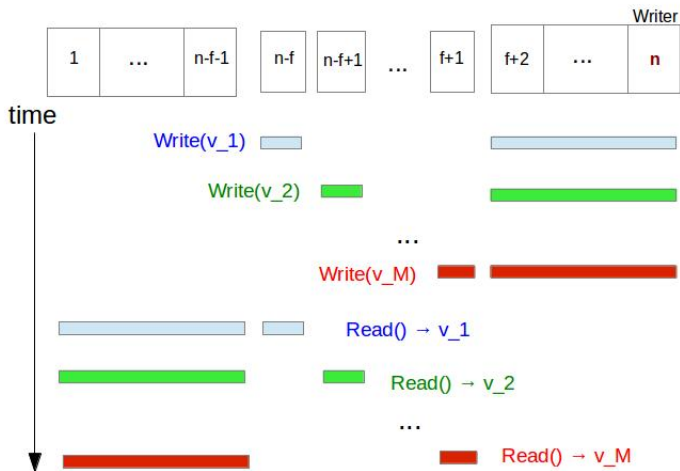 Writer
1 ... n-f-1 n-f n-f+1 ... f+1 f+2 ... n
time
Write(v_1)
Write(v_2)
...
Write(v_M)
Read() → v_1
Read() → v_2
...
Read() → v_M